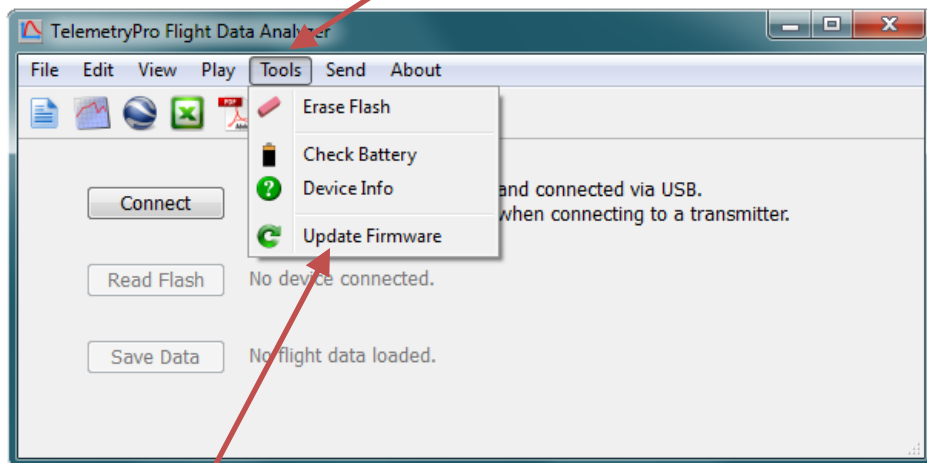 TelemetryPro Flight Data Analyzer
File Edit View Play Tools Send About
PDF
Erase Flash
Check Battery
Device Info
Update Firmware
Connect
and connected via USB.
when connecting to a transmitter.
Read Flash No device connected.
Save Data No flight data loaded.